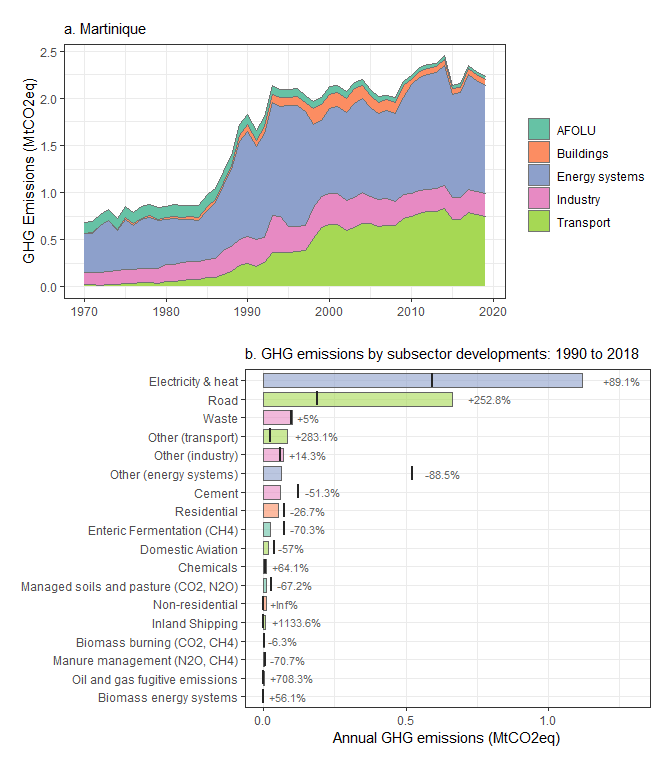 a. Martinique
GHG Emissions (MtCO2eq)
2.5
2.0
1.5
1.0
0.5
0.0
1970
1980
1990
2000
2010
2020
AFOLU
Buildings
Energy systems
Industry
Transport
b. GHG emissions by subsector developments: 1990 to 2018
Electricity & heat +89.1%
Road +252.8%
Waste +5%
Other (transport) +283.1%
Other (industry) +14.3%
Other (energy systems) -88.5%
Cement -51.3%
Residential -26.7%
Enteric Fermentation (CH4) -70.3%
Domestic Aviation -57%
Chemicals +64.1%
Managed soils and pasture (CO2, N2O) -67.2%
Non-residential +Inf%
Inland Shipping +1133.6%
Biomass burning (CO2, CH4) -6.3%
Manure management (N2O, CH4) -70.7%
Oil and gas fugitive emissions +708.3%
Biomass energy systems +56.1%
0.0
0.5
1.0
Annual GHG emissions (MtCO2eq)